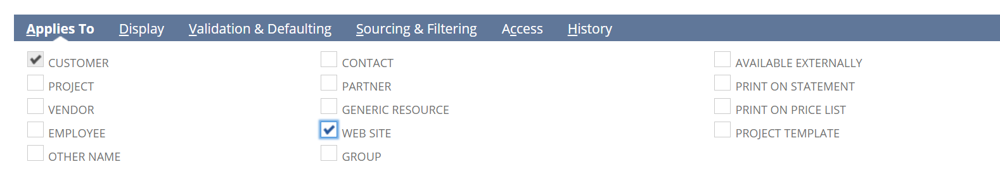 Applies To Display Validation & Defaulting Sourcing & Filtering Access History
CUSTOMER CONTACT AVAILABLE EXTERNALLY
PROJECT PARTNER PRINT ON STATEMENT
VENDOR GENERIC RESOURCE PRINT ON PRICE LIST
EMPLOYEE WEB SITE PROJECT TEMPLATE
OTHER NAME GROUP